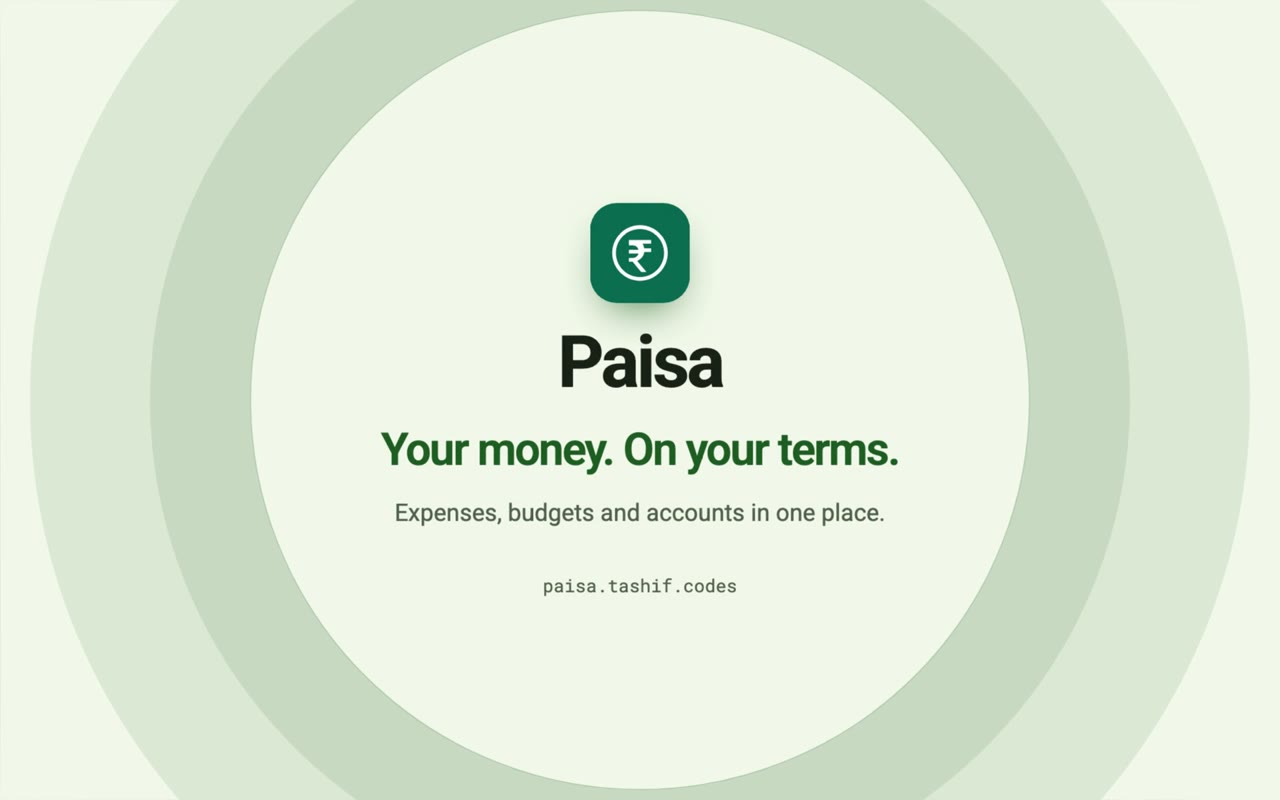 ₹
Paisa
Your money. On your terms.
Expenses, budgets and accounts in one place.
paisa.tashif.codes